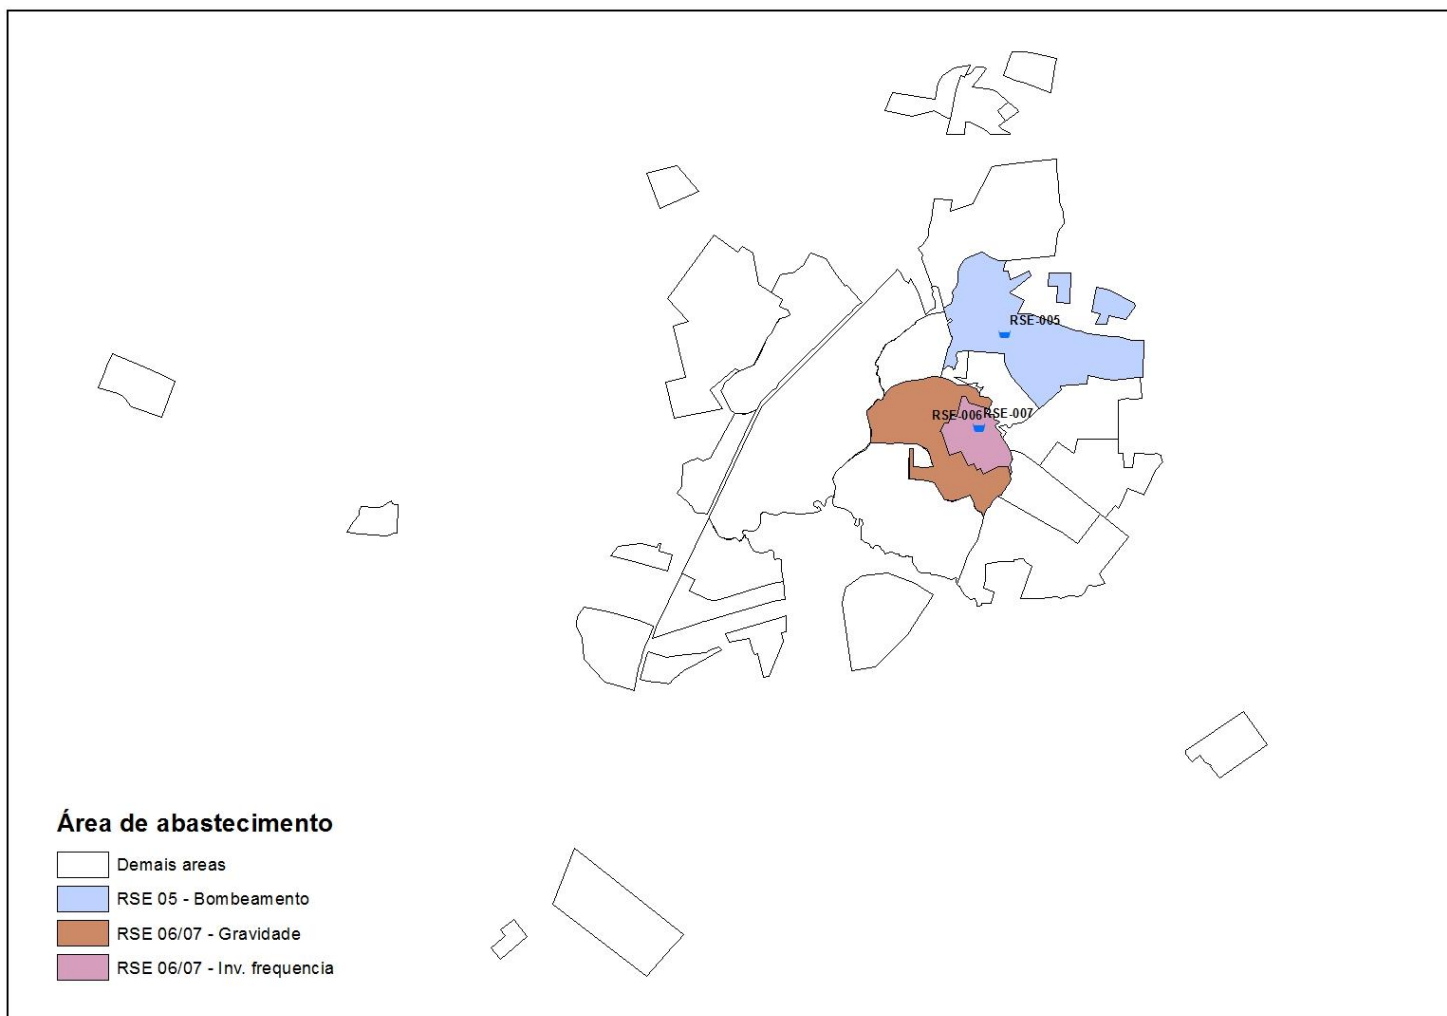 RSE-005
RSE-006 RSE-007
Área de abastecimento
Demais areas
RSE 05 - Bombeamento
RSE 06/07 - Gravidade
RSE 06/07 - Inv. frequencia